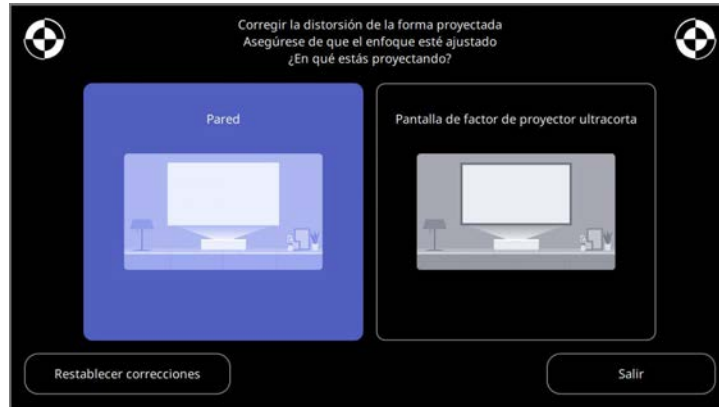 Corregir la distorsión de la forma proyectada
Asegúrese de que el enfoque esté ajustado
¿En qué estás proyectando?
Pared
Pantalla de factor de proyector ultracorta
Restablecer correcciones
Salir